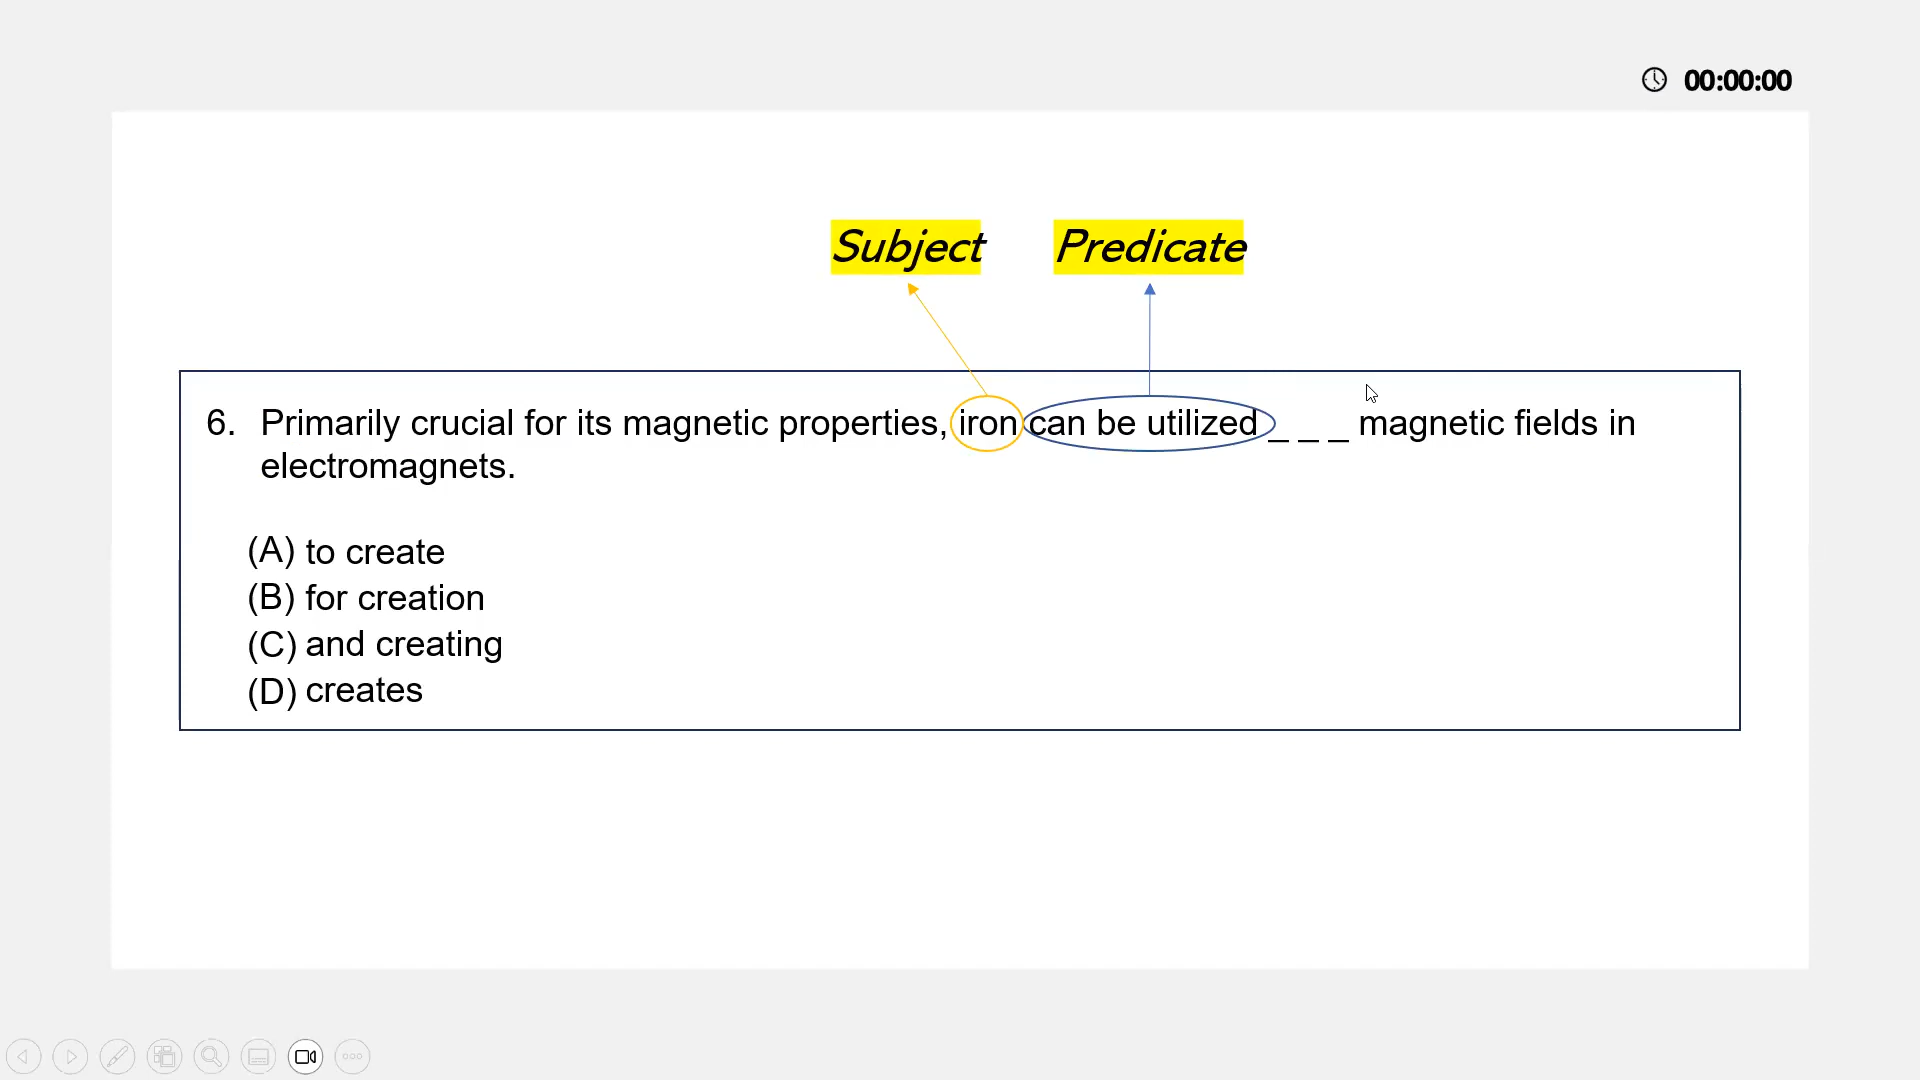 00:00:00
Subject Predicate
6. Primarily crucial for its magnetic properties, iron can be utilized _ _ _ magnetic fields in
electromagnets.
(A) to create
(B) for creation
(C) and creating
(D) creates